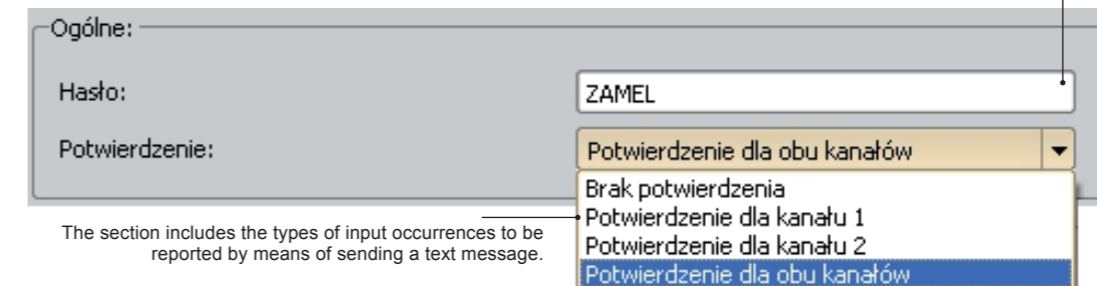 Ogólne:
Hasło:
ZAMEL
Potwierdzenie:
Potwierdzenie dla obu kanałów
Brak potwierdzenia
Potwierdzenie dla kanału 1
Potwierdzenie dla kanału 2
Potwierdzenie dla obu kanałów
The section includes the types of input occurrences to be
reported by means of sending a text message.